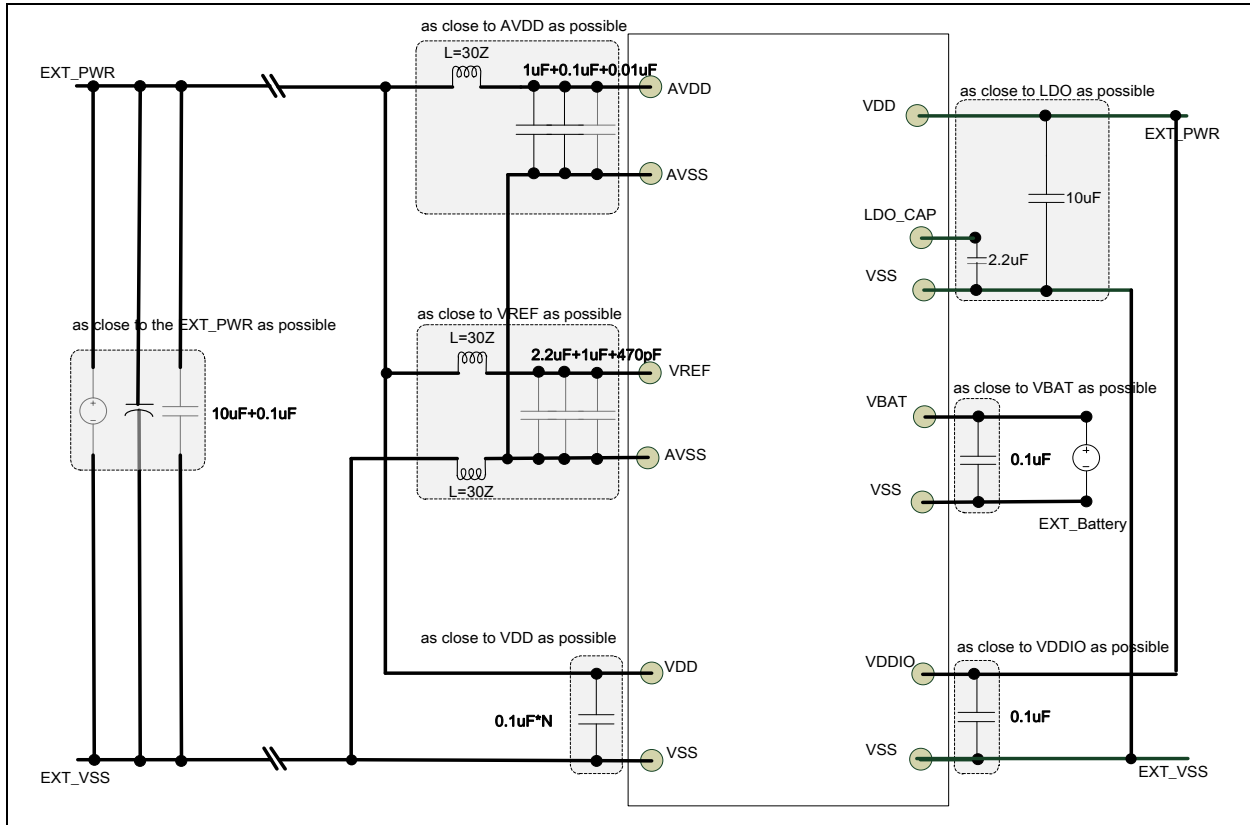 as close to AVDD as possible
L=30Z
EXT_PWR
1uF+0.1uF+0.01uF
AVDD
AVSS
as close to LDO as possible
VDD
EXT_PWR
10uF
LDO_CAP
2.2uF
VSS
as close to the EXT_PWR as possible
10uF+0.1uF
as close to VREF as possible
L=30Z
2.2uF+1uF+470pF
VREF
AVSS
L=30Z
as close to VBAT as possible
VBAT
0.1uF
VSS
EXT_Battery
as close to VDD as possible
VDD
0.1uF*N
VSS
EXT_VSS
as close to VDDIO as possible
VDDIO
0.1uF
VSS
EXT_VSS